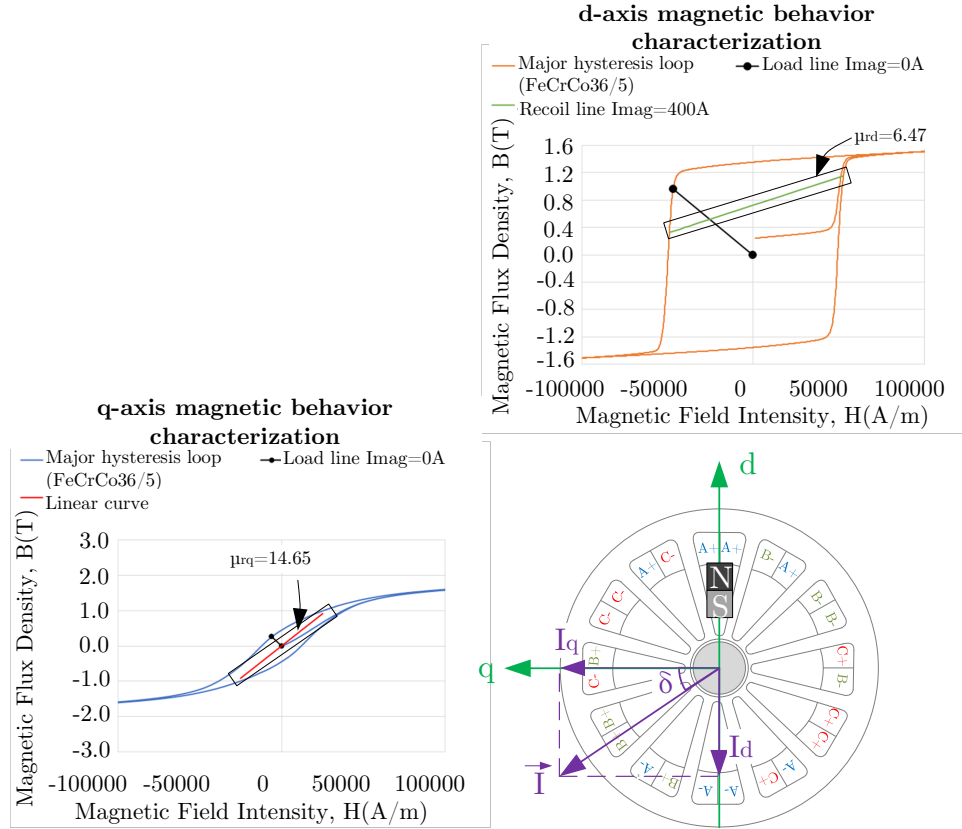 d-axis magnetic behavior
characterization
Major hysteresis loop
(FeCrCo36/5)
Load line Imag=0A
Recoil line Imag=400A
μrd=6.47
Magnetic Flux Density, B(T)
1.6
1.2
0.8
0.4
0.0
-0.4
-0.8
-1.2
-1.6
-100000 -50000 0 50000 100000
Magnetic Field Intensity, H(A/m)
q-axis magnetic behavior
characterization
Major hysteresis loop
(FeCrCo36/5)
Load line Imag=0A
Linear curve
μrq=14.65
Magnetic Flux Density, B(T)
3.0
2.0
1.0
0.0
-1.0
-2.0
-3.0
-100000 -50000 0 50000 100000
Magnetic Field Intensity, H(A/m)
d
A+ A+
B- A+
B- B-
C+ B-
C+ C+
A- C+
A- A-
B+ A-
B+ B
C- B+
C- C-
A+ C-
N
S
q
Iq
δ
Id
I